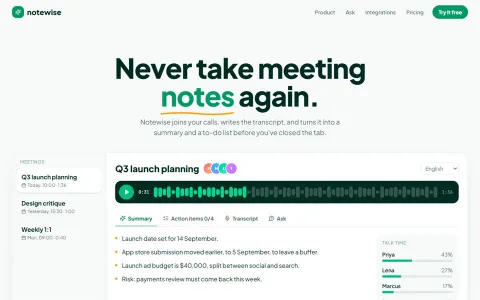 notewise
Product
Ask
Integrations
Pricing
Try it free
Never take meeting
notes again.
Notewise joins your calls, writes the transcript, and turns it into a
summary and a to-do list before you've closed the tab.
MEETINGS
Q3 launch planning
Today, 10:00 · 1:36
Design critique
Yesterday, 15:30 · 1:00
Weekly 1:1
Mon, 09:00 · 0:40
Q3 launch planning
English
0:31
1:36
Summary
Action items 0/4
Transcript
Ask
Launch date set for 14 September.
App store submission moved earlier, to 5 September, to leave a buffer.
Launch ad budget is $40,000, split between social and search.
Risk: payments review must come back this week.
TALK TIME
Priya 43%
Lena 27%
Marcus 17%